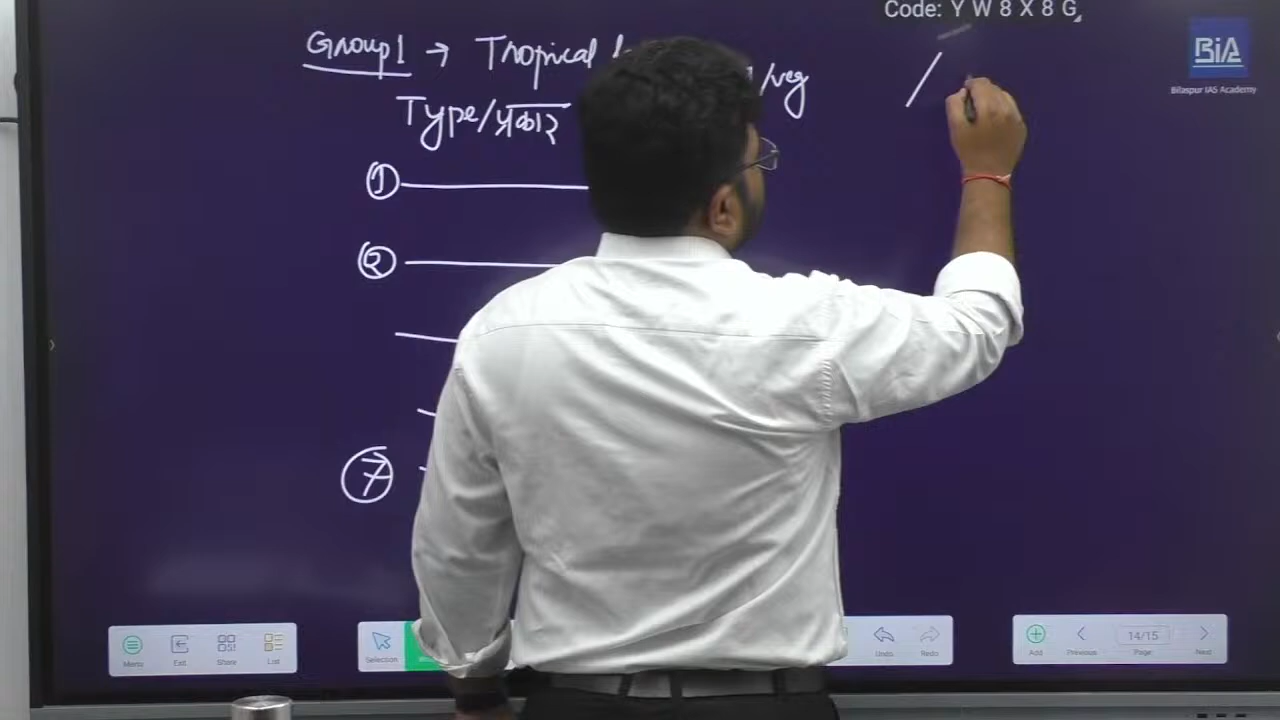 Code: Y W 8 X 8 G
BiA
Bilaspur IAS Academy
Group 1 → Tropical
/veg
Type/प्रकार
①
②
⑦
Menu Exit Share List
Selection Undo Redo
Add Previous 14/15 Page Next